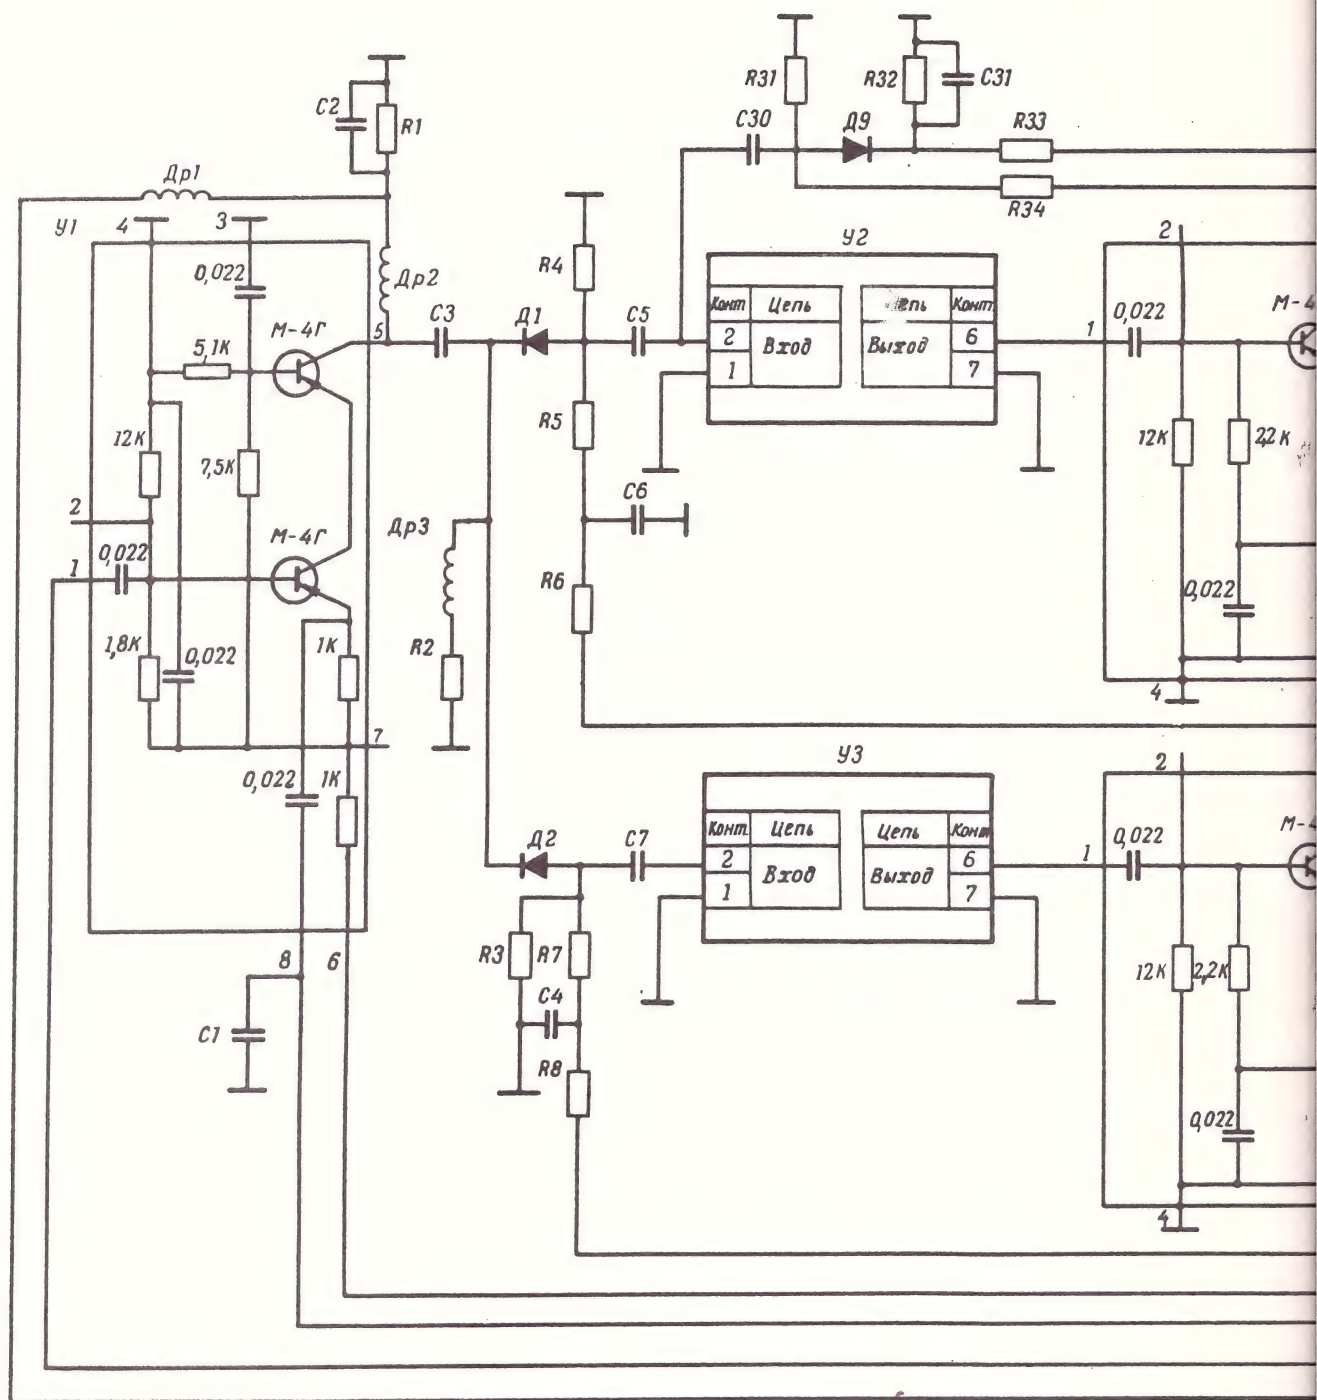 R31
R32
C31
C2
R1
C30
Д9
R33
Др1
R34
У1
4
3
2
У2
0,022
Др2
R4
Конт.
Цепь
Конт.
М-4Г
5
C3
Д1
C5
2
Вход
Выход
6
1
0,022
5,1К
1
7
12К
7,5К
R5
12К
2,2К
2
C6
Др3
М-4Г
1
0,022
R6
0,022
1,8К
0,022
1К
R2
4
7
У3
2
0,022
1К
Д2
C7
Конт.
Цепь
Цепь
Конт.
1
0,022
2
Вход
Выход
6
1
7
8
6
R3
R7
12К
2,2К
C4
C1
R8
0,022
4